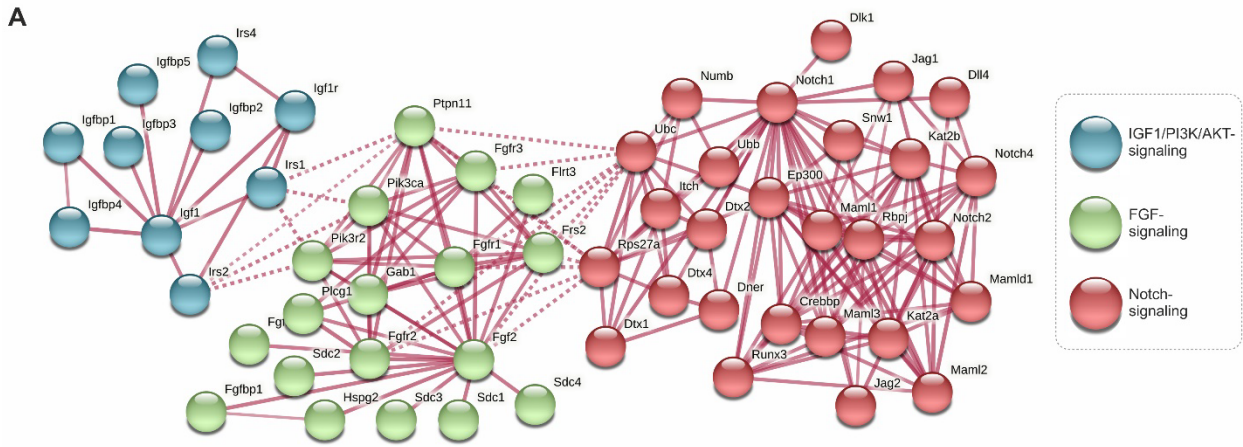 A
Dlk1
Irs4
Igfbp5
Jag1
Igf1r
Numb
Notch1
Dll4
Ptpn11
Igfbp2
Snw1
Igfbp1
Igfbp3
Ubc
Kat2b
Fgfr3
Ubb
Notch4
Irs1
Flrt3
Ep300
Pik3ca
Itch
Igfbp4
Igf1
Dtx2
Maml1
Rbpj
Notch2
Pik3r2
Fgfr1
Frs2
Rps27a
Irs2
Gab1
Dtx4
Mamld1
Plcg1
Dner
Crebbp
Fgf
Maml3
Kat2a
Dtx1
Sdc2
Fgfr2
Fgf2
Runx3
Maml2
Fgfbp1
Hspg2
Sdc3
Sdc1
Sdc4
Jag2
IGF1/PI3K/AKT-
signaling
FGF-
signaling
Notch-
signaling